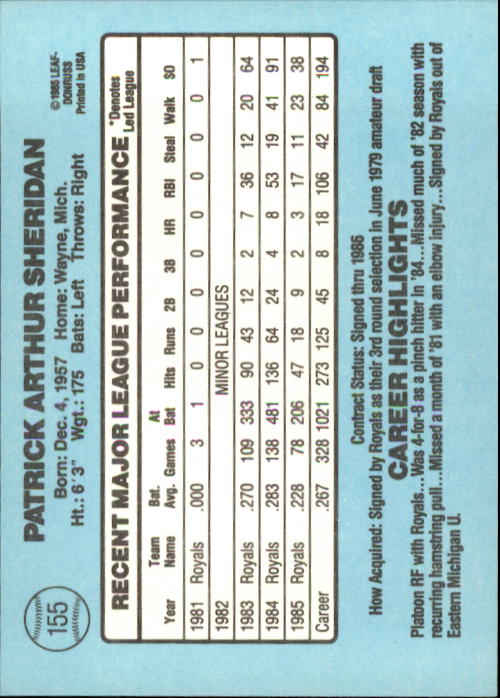 155
PATRICK ARTHUR SHERIDAN
Born: Dec. 4, 1957 Home: Wayne, Mich.
Ht.: 6'3" Wgt.: 175 Bats: Left Throws: Right
© 1985 LEAF-
DONRUSS
Printed in USA
RECENT MAJOR LEAGUE PERFORMANCE
*Denotes
Led League
Year Team Name Bat. Avg. Games At Bat Hits Runs 2B 3B HR RBI Steal Walk SO
1981 Royals .000 3 1 0 0 0 0 0 0 0 0 1
1982 MINOR LEAGUES
1983 Royals .270 109 333 90 43 12 2 7 36 12 20 64
1984 Royals .283 138 481 136 64 24 4 8 53 19 41 91
1985 Royals .228 78 206 47 18 9 2 3 17 11 23 38
Career .267 328 1021 273 125 45 8 18 106 42 84 194
Contract Status: Signed thru 1986
How Acquired: Signed by Royals as their 3rd round selection in June 1979 amateur draft
CAREER HIGHLIGHTS
Platoon RF with Royals...Was 4-for-8 as a pinch hitter in '84...Missed much of '82 season with
recurring hamstring pull...Missed a month of '81 with an elbow injury...Signed by Royals out of
Eastern Michigan U.